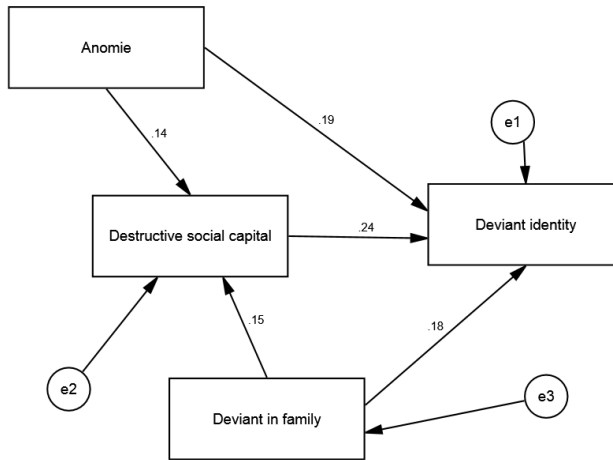 Anomie
.14
.19
e1
Destructive social capital
.24
Deviant identity
.15
.18
e2
Deviant in family
e3